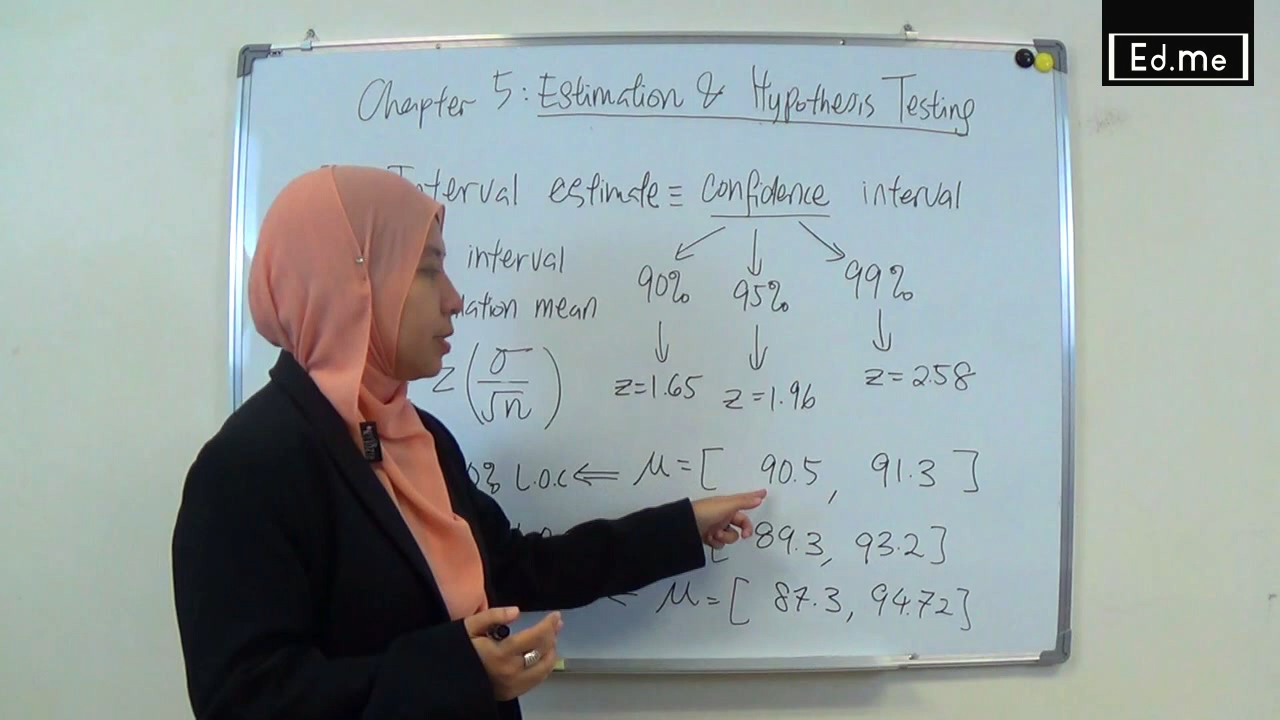 Ed.me
Chapter 5: Estimation & Hypothesis Testing
Interval estimate ≡ confidence interval
interval
mean
90% 95% 99%
z=1.65 z=1.96 z=2.58
Z(σ/√n)
L.O.C ⇐ μ=[ 90.5, 91.3 ]
[89.3, 93.2]
μ=[ 87.3, 94.72]